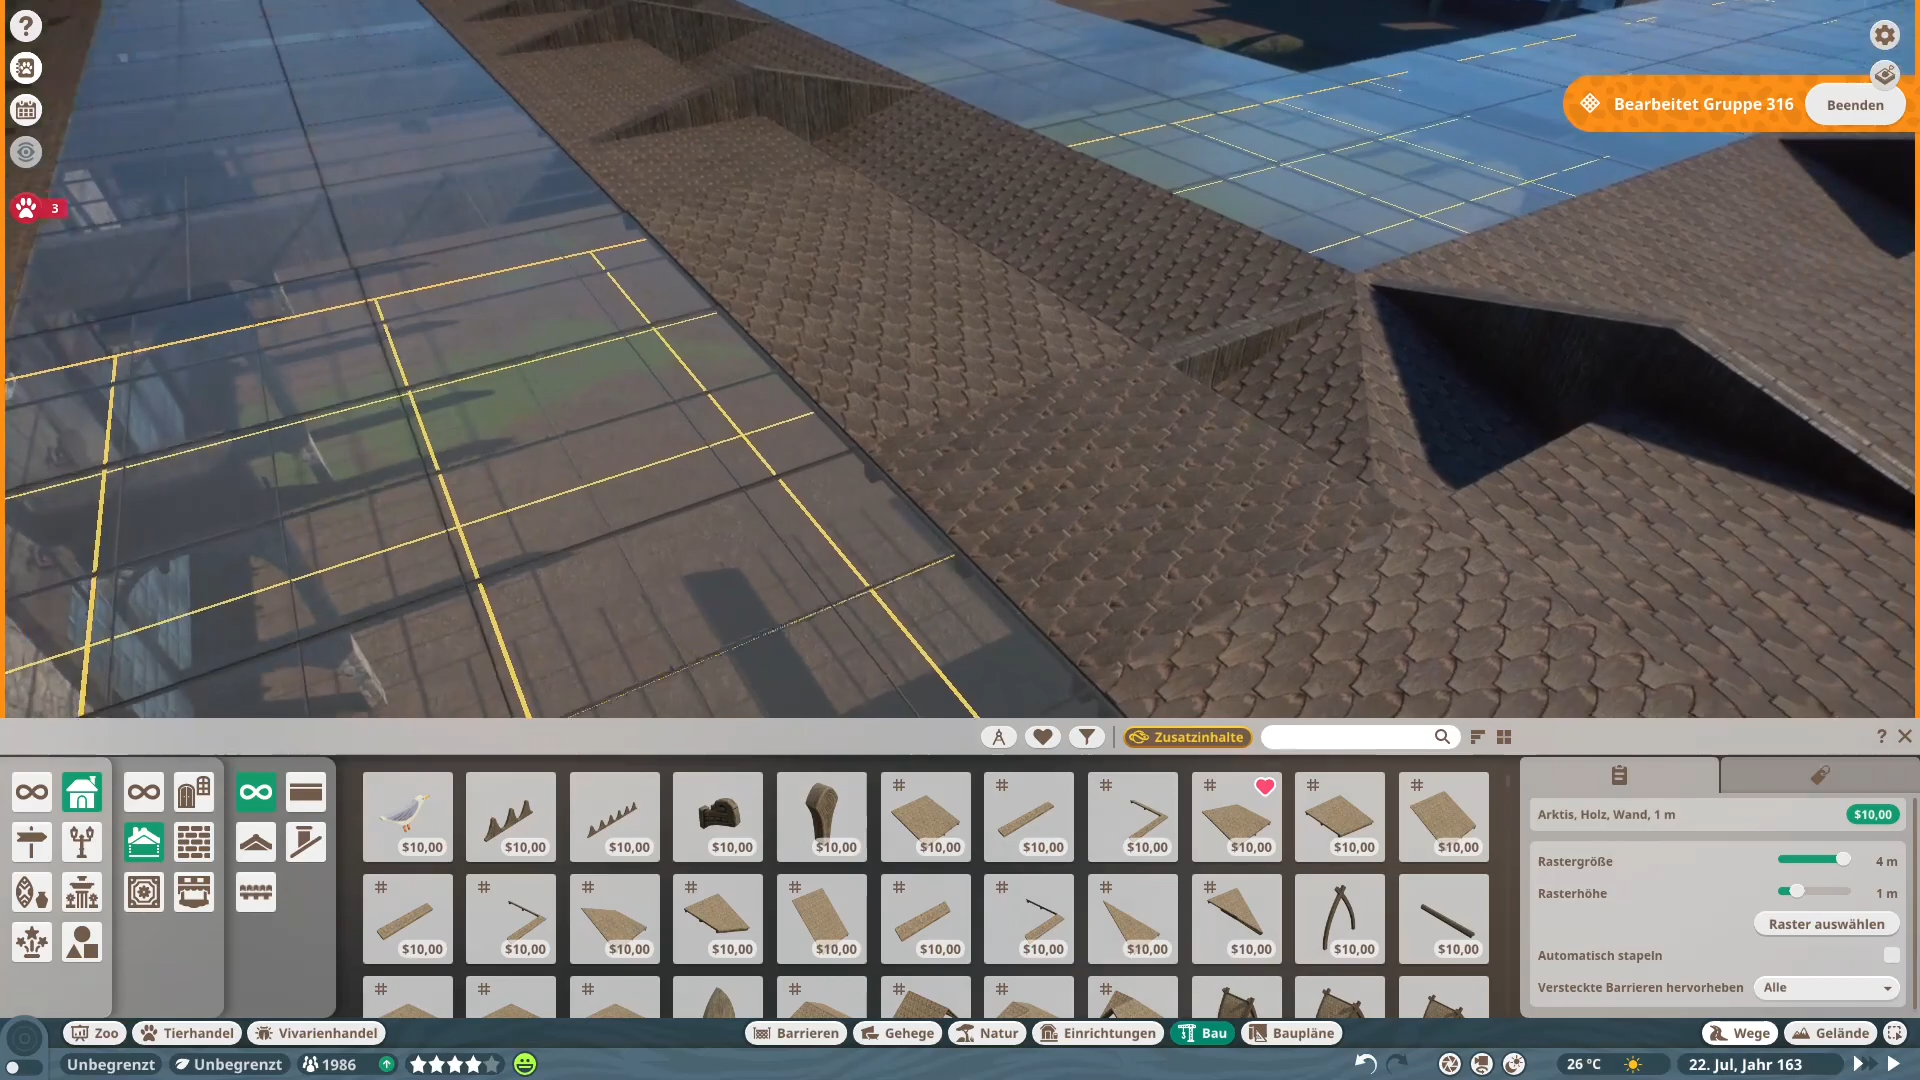 Bearbeitet Gruppe 316
Beenden
3
Zusatzinhalte
?
$10,00 $10,00 $10,00 $10,00 $10,00 $10,00 $10,00 $10,00 $10,00 $10,00 $10,00
$10,00 $10,00 $10,00 $10,00 $10,00 $10,00 $10,00 $10,00 $10,00 $10,00 $10,00
Arktis, Holz, Wand, 1 m
$10,00
Rastergröße 4 m
Rasterhöhe 1 m
Raster auswählen
Automatisch stapeln
Versteckte Barrieren hervorheben Alle
Zoo Tierhandel Vivarienhandel Barrieren Gehege Natur Einrichtungen Bau Baupläne Wege Gelände
Unbegrenzt Unbegrenzt 1986 26 °C 22. Jul, Jahr 163